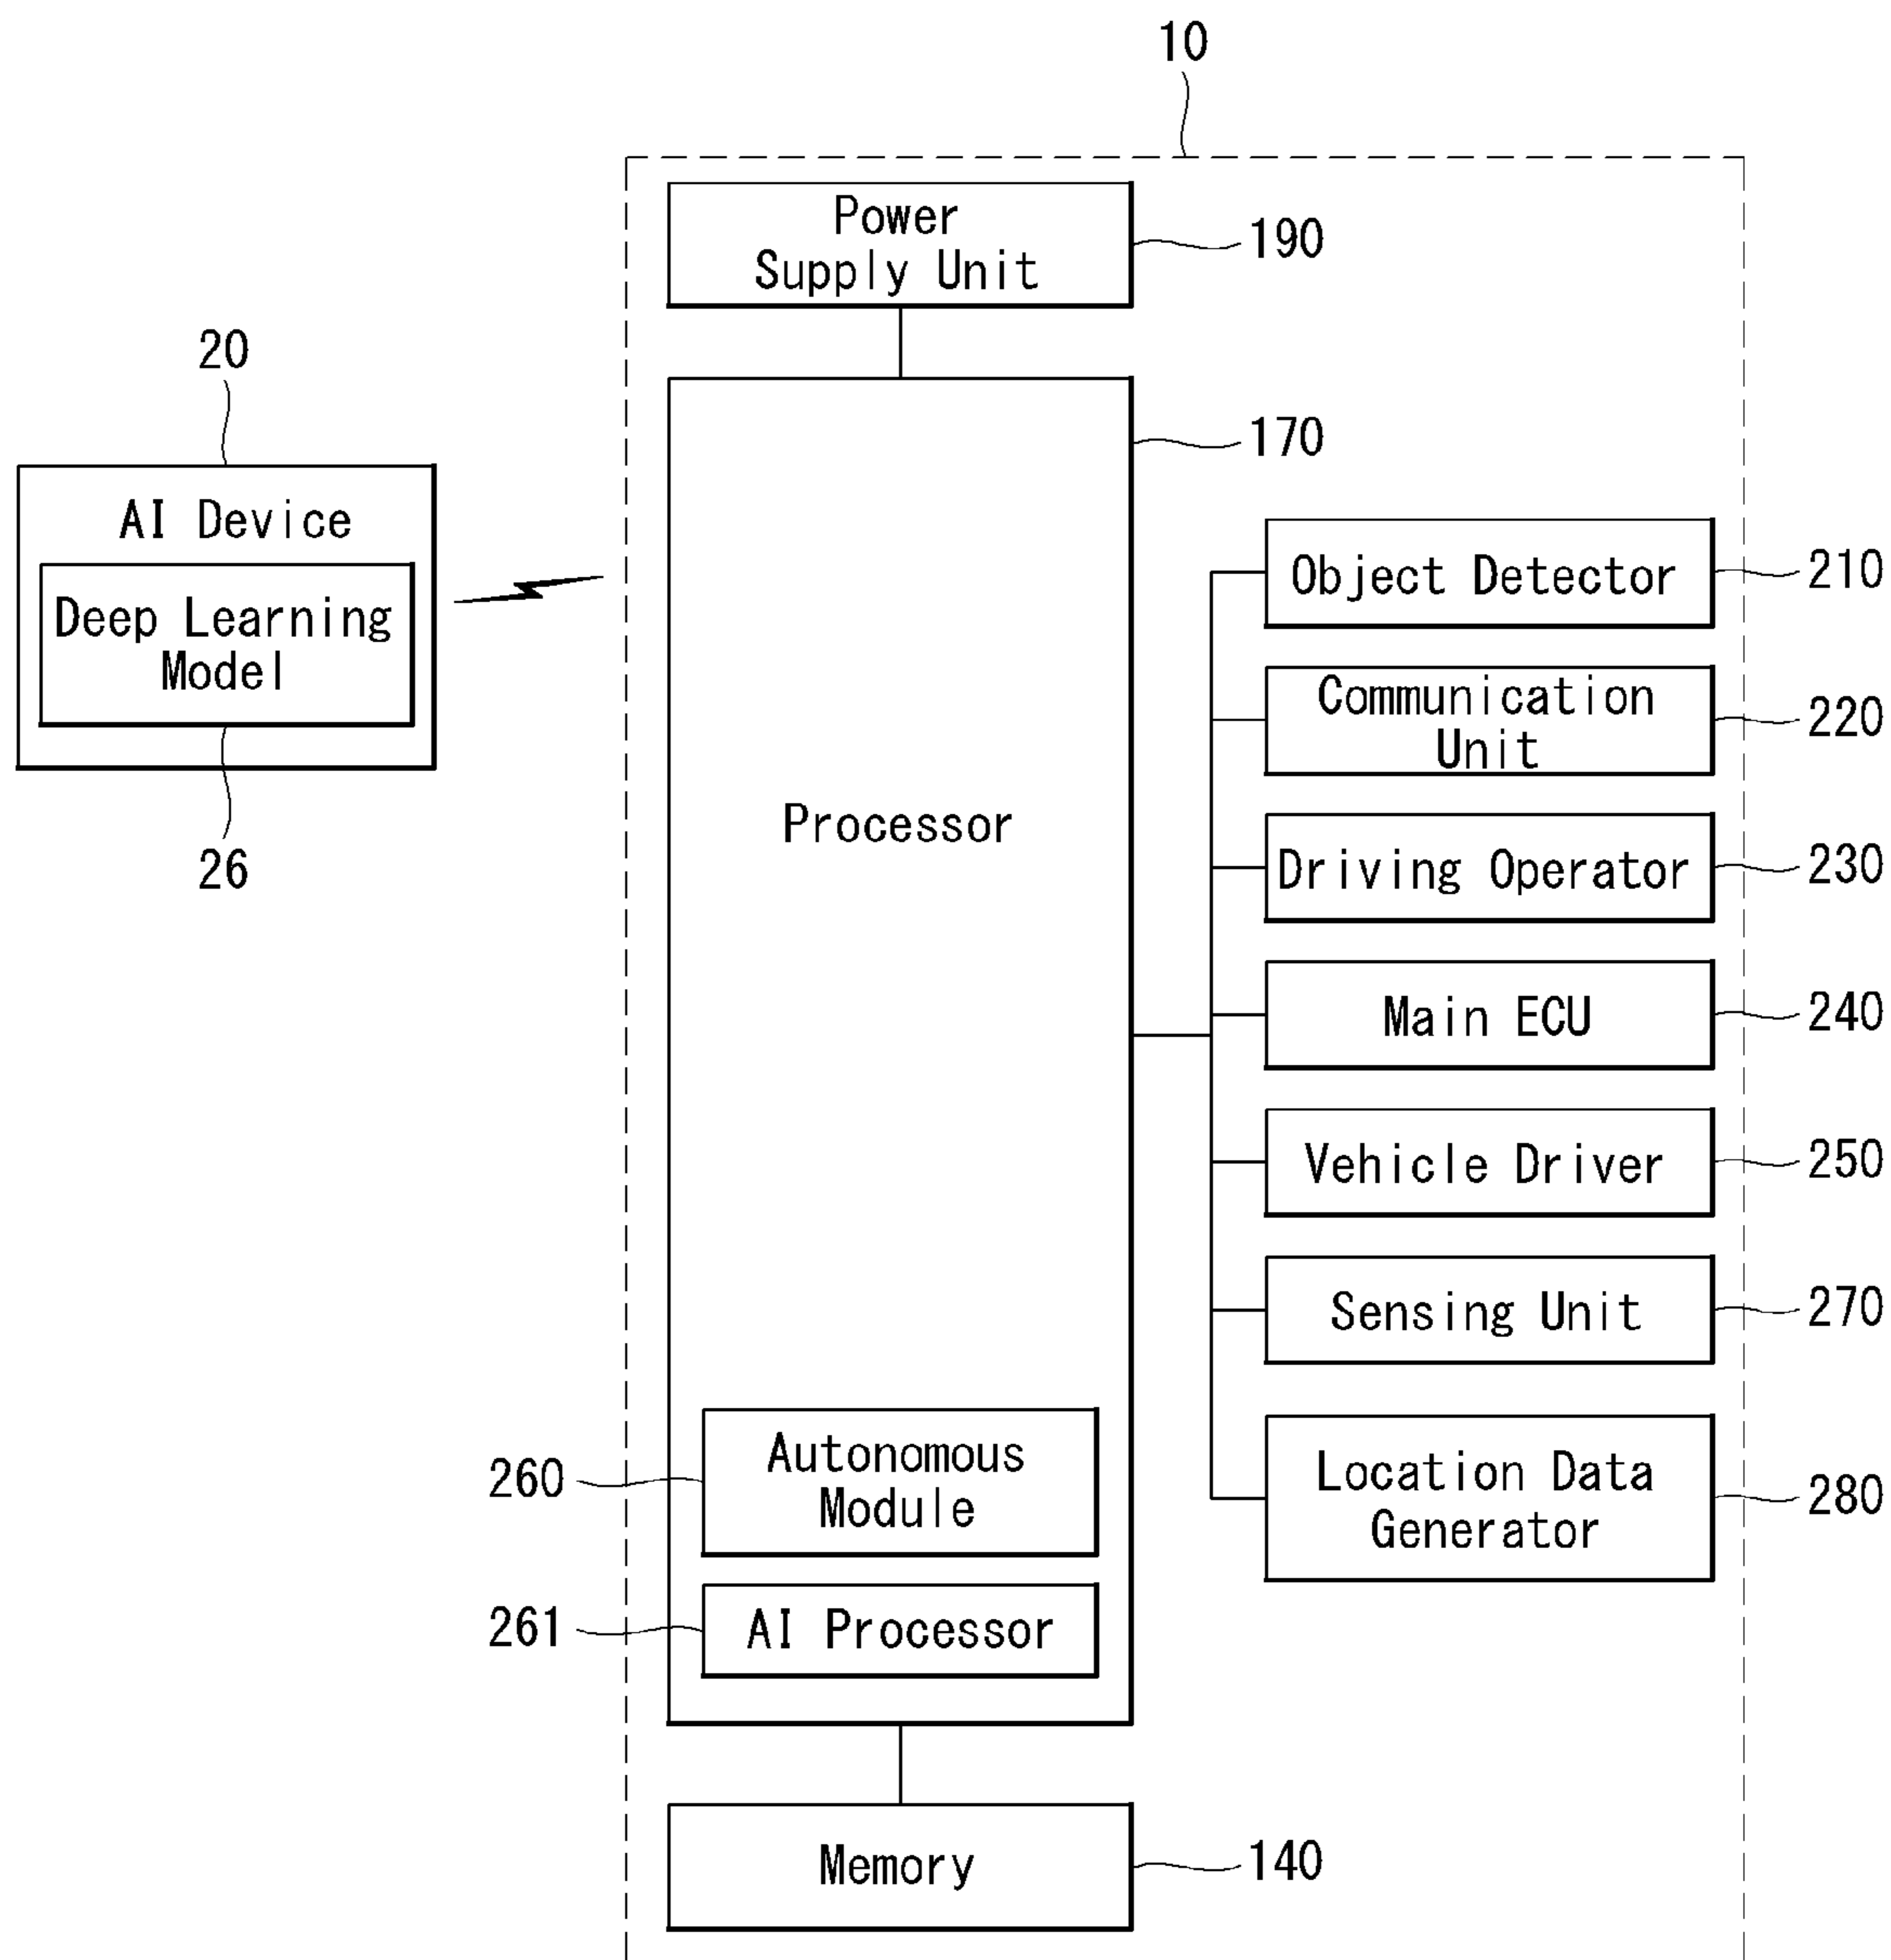 10
Power
Supply Unit
190
20
170
AI Device
Deep Learning
Model
26
Processor
Object Detector
210
Communication
Unit
220
Driving Operator
230
Main ECU
240
Vehicle Driver
250
Sensing Unit
270
260
Autonomous
Module
Location Data
Generator
280
261
AI Processor
Memory
140